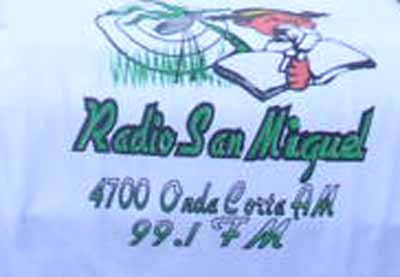 Radio San Miguel
4700 Onda Corta AM
99.1 FM